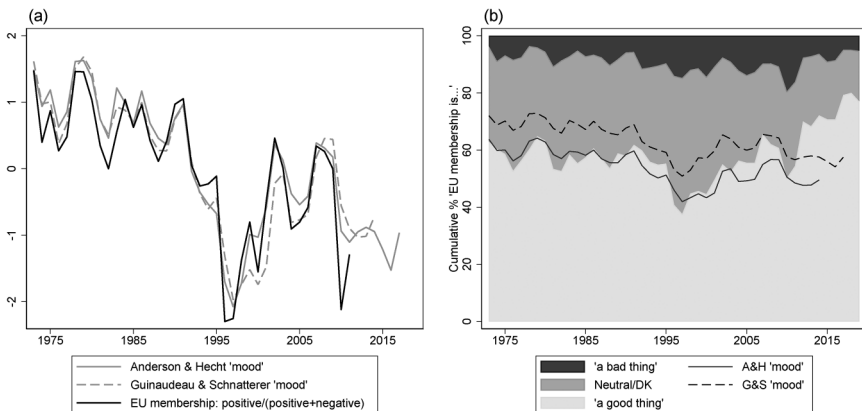 (a)
2
1
0
-1
-2
1975 1985 1995 2005 2015
Anderson & Hecht 'mood'
Guinaudeau & Schnatterer 'mood'
EU membership: positive/(positive+negative)
(b)
Cumulative % 'EU membership is...'
100
80
60
40
20
0
1975 1985 1995 2005 2015
'a bad thing' A&H 'mood'
Neutral/DK G&S 'mood'
'a good thing'